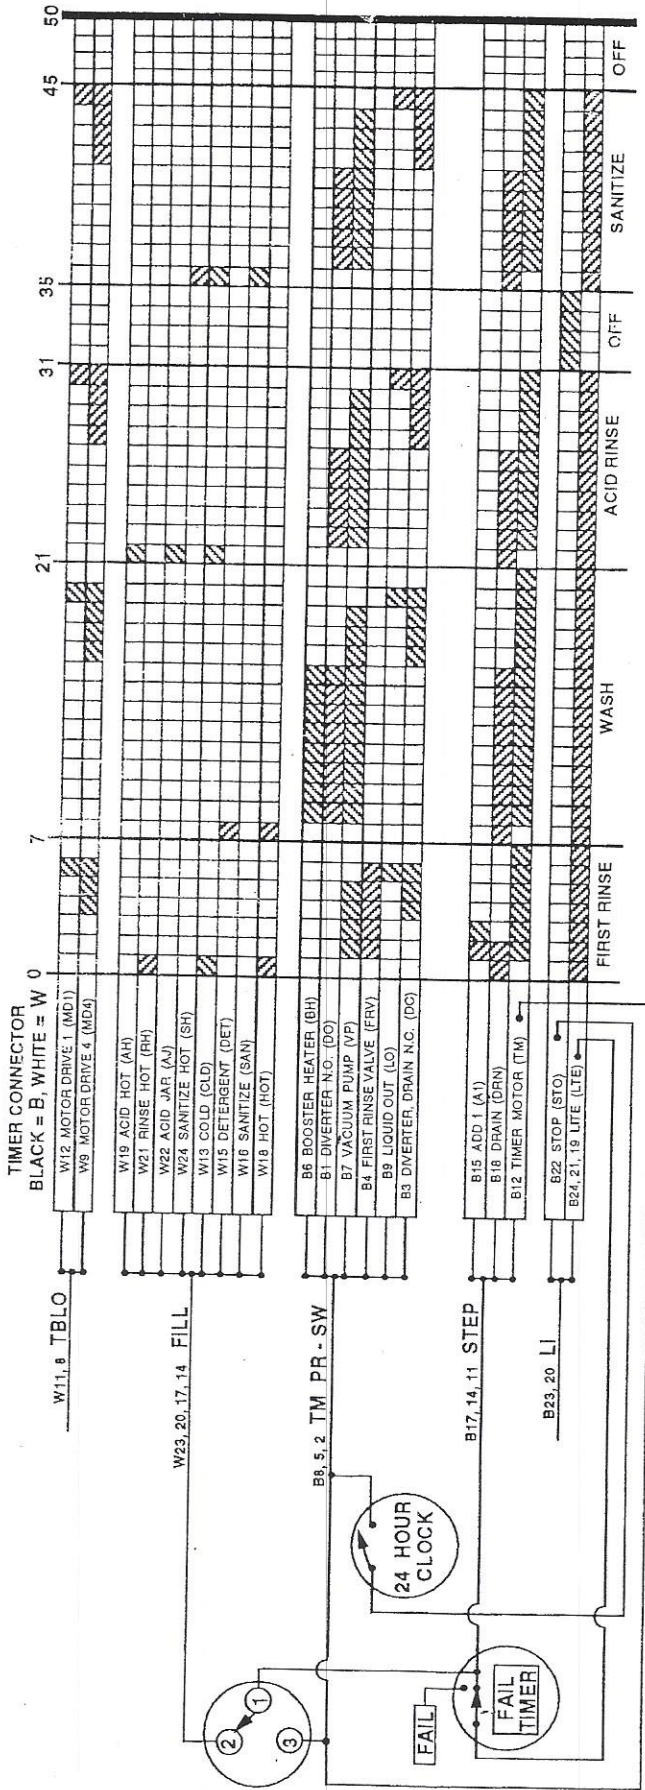 TIMER CONNECTOR
BLACK = B, WHITE = W
0 7 21 31 35 45 50
W11, 8 TBLO
W12 MOTOR DRIVE 1 (MD1)
W9 MOTOR DRIVE 4 (MD4)
W23, 20, 17, 14 FILL
W19 ACID HOT (AH)
W21 RINSE HOT (RH)
W22 ACID JAR (AJ)
W24 SANITIZE HOT (SH)
W13 COLD (CLD)
W15 DETERGENT (DET)
W16 SANITIZE (SAN)
W18 HOT (HOT)
B8, 5, 2 TM PR - SW
B6 BOOSTER HEATER (BH)
B1 DIVERTER N.O. (DO)
B7 VACUUM PUMP (VP)
B4 FIRST RINSE VALVE (FRV)
B9 LIQUID OUT (LO)
B3 DIVERTER, DRAIN N.C. (DC)
1
2
3
24 HOUR
CLOCK
B17, 14, 11 STEP
B15 ADD 1 (A1)
B18 DRAIN (DRN)
B12 TIMER MOTOR (TM)
FAIL
FAIL
TIMER
B23, 20 LI
B22 STOP (STO)
B24, 21, 19 LITE (LTE)
FIRST RINSE
WASH
ACID RINSE
OFF
SANITIZE
OFF